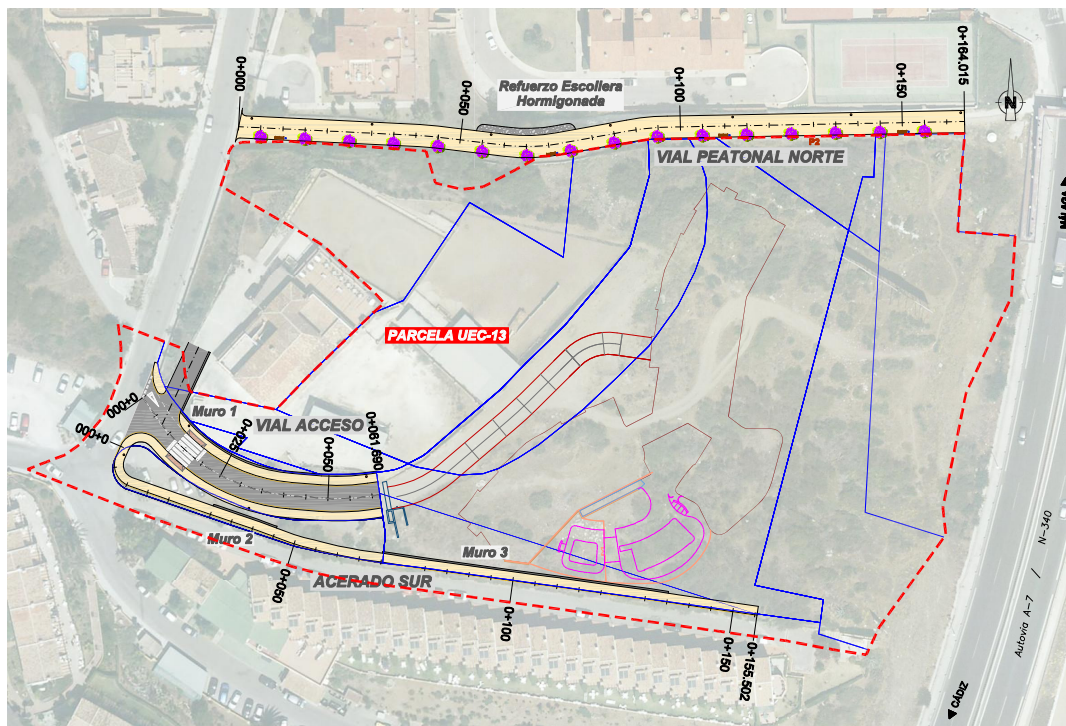 0+000
0+050
Refuerzo Escollera
Hormigonada
0+100
0+150
0+164.015
N
P2
VIAL PEATONAL NORTE
MÁLAGA
PARCELA UEC-13
0+000
0+000
Muro 1
VIAL ACCESO
0+025
0+050
0+061.690
Muro 2
0+050
ACERADO SUR
Muro 3
0+100
0+150
0+155.502
Autovía A-7 / N-340
CÁDIZ